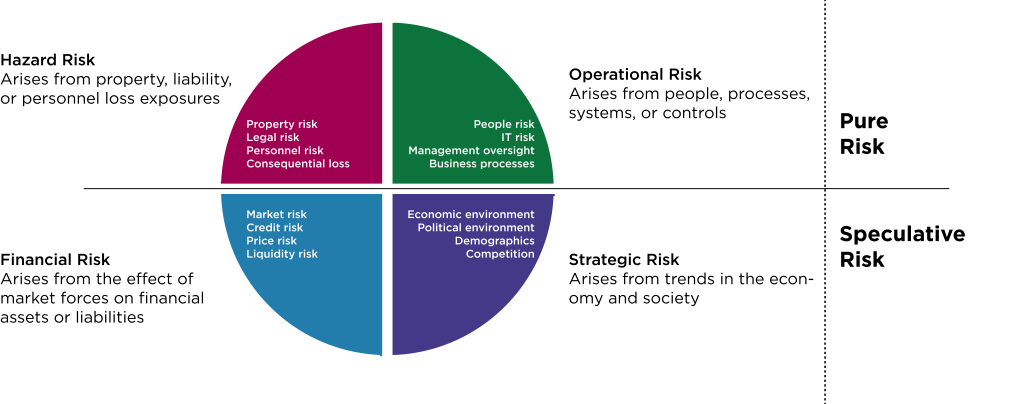 Hazard Risk
Arises from property, liability,
or personnel loss exposures
Property risk
Legal risk
Personnel risk
Consequential loss
People risk
IT risk
Management oversight
Business processes
Operational Risk
Arises from people, processes,
systems, or controls
Pure
Risk
Financial Risk
Arises from the effect of
market forces on financial
assets or liabilities
Market risk
Credit risk
Price risk
Liquidity risk
Economic environment
Political environment
Demographics
Competition
Strategic Risk
Arises from trends in the econ-
omy and society
Speculative
Risk